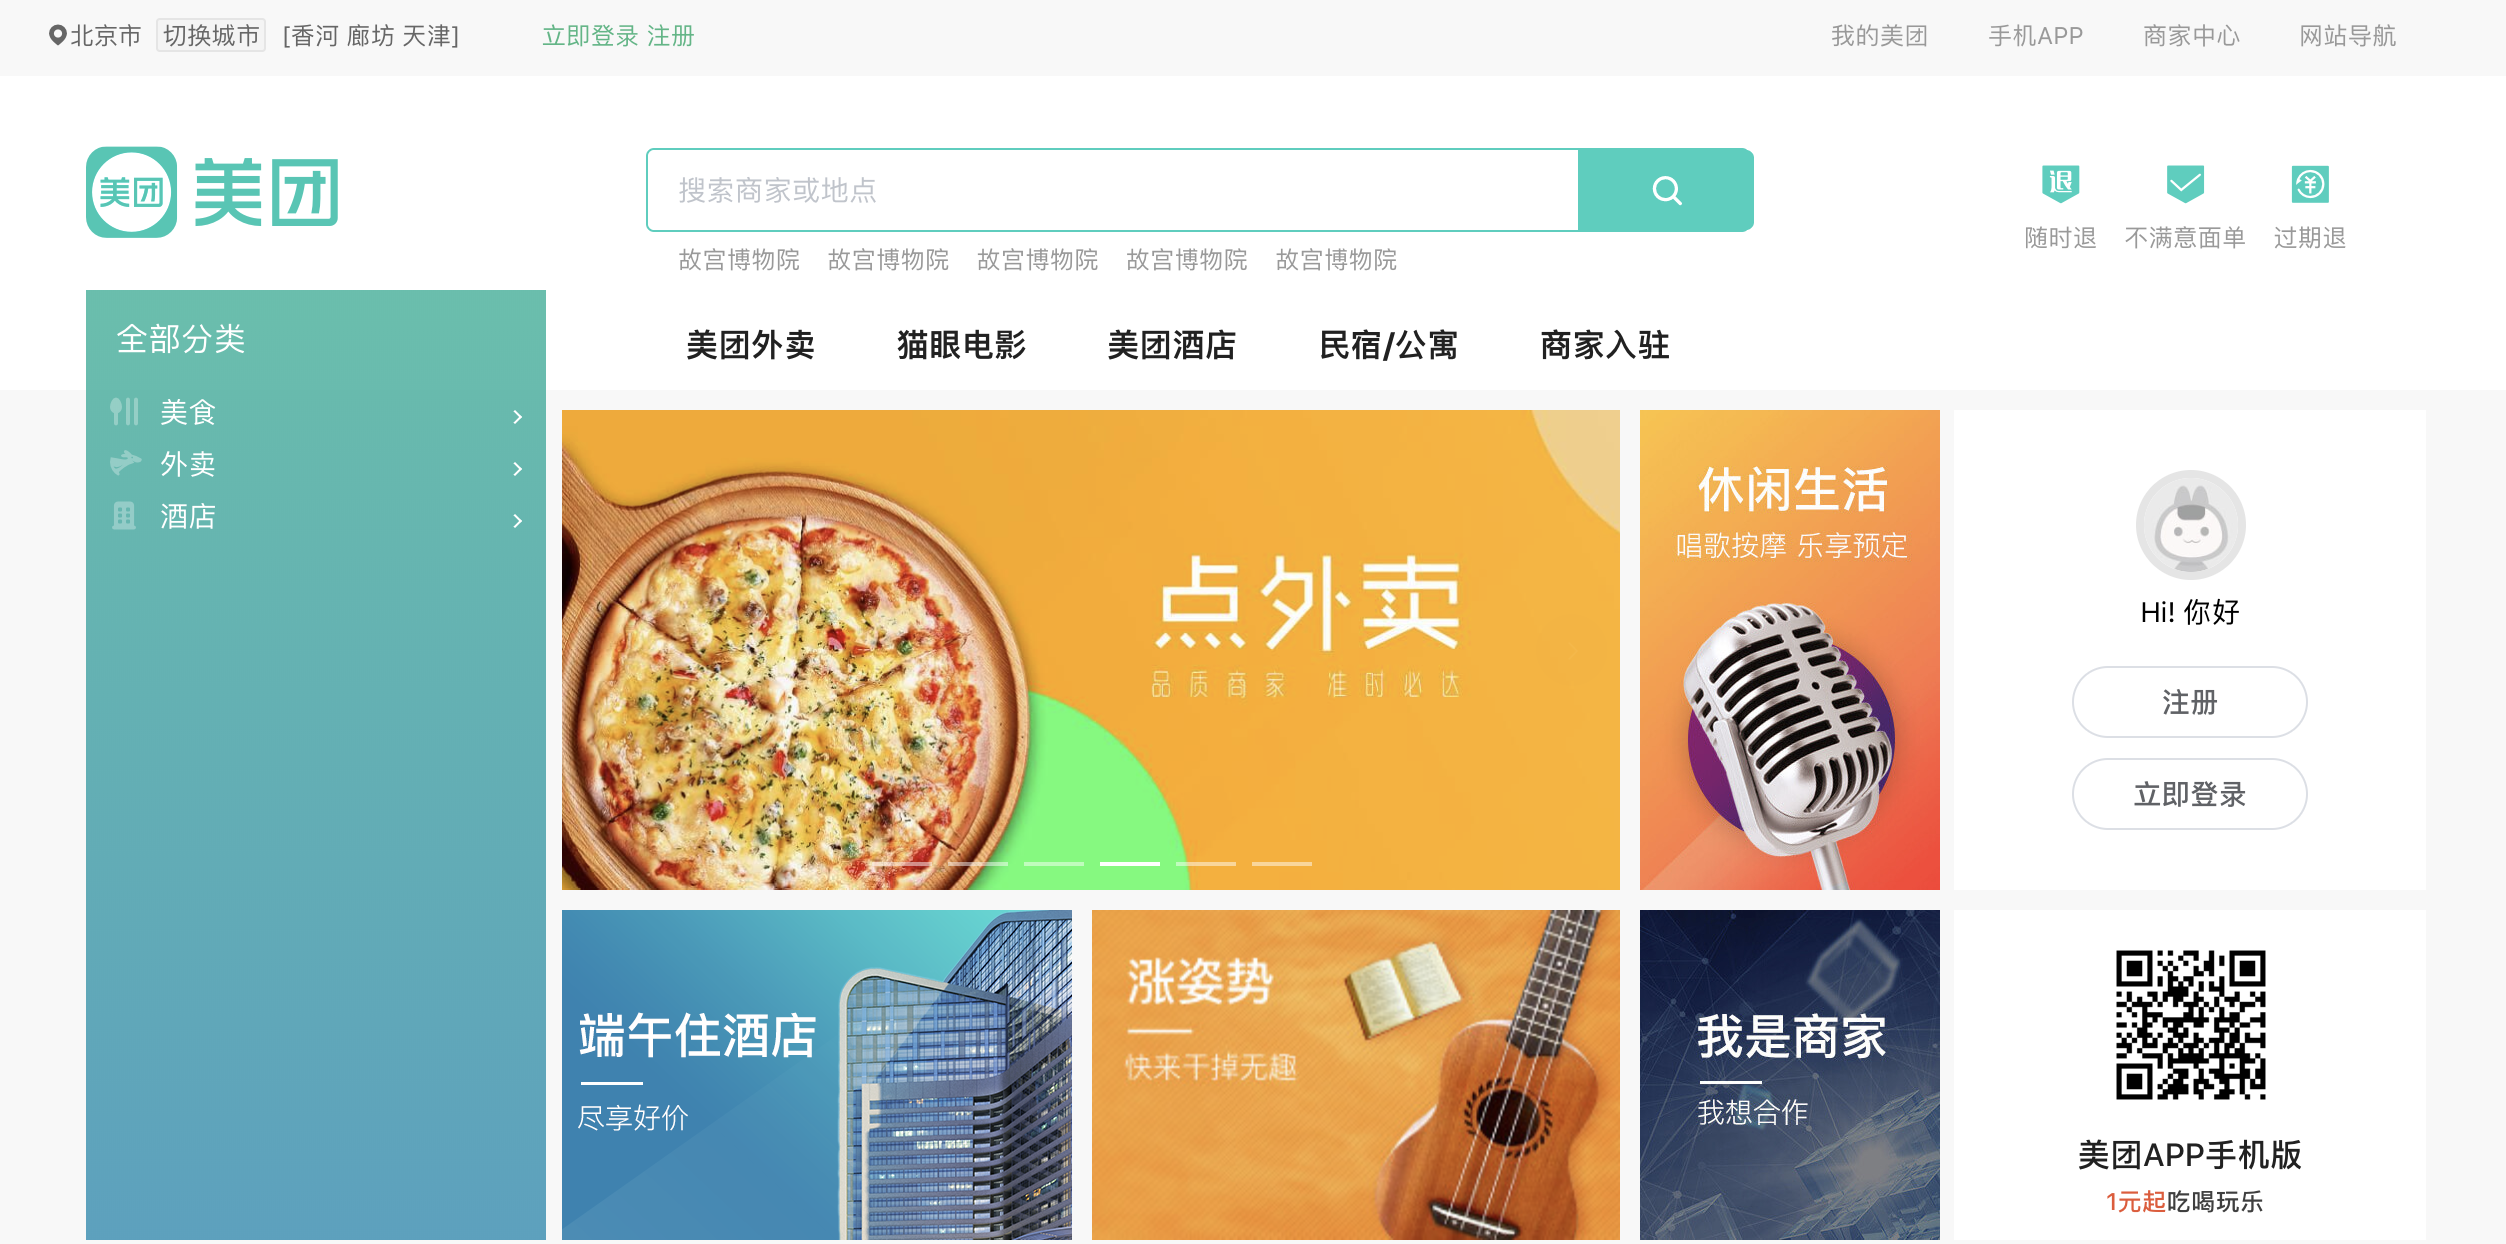 北京市 切换城市 [香河 廊坊 天津] 立即登录 注册 我的美团 手机APP 商家中心 网站导航
美团 美团
搜索商家或地点
退
随时退 不满意面单 过期退
故宫博物院 故宫博物院 故宫博物院 故宫博物院 故宫博物院
全部分类
美团外卖 猫眼电影 美团酒店 民宿/公寓 商家入驻
美食
外卖
酒店
点外卖
品质商家 准时必达
休闲生活
唱歌按摩 乐享预定
Hi! 你好
注册
立即登录
端午住酒店
尽享好价
涨姿势
快来干掉无趣
我是商家
我想合作
美团APP手机版
1元起吃喝玩乐